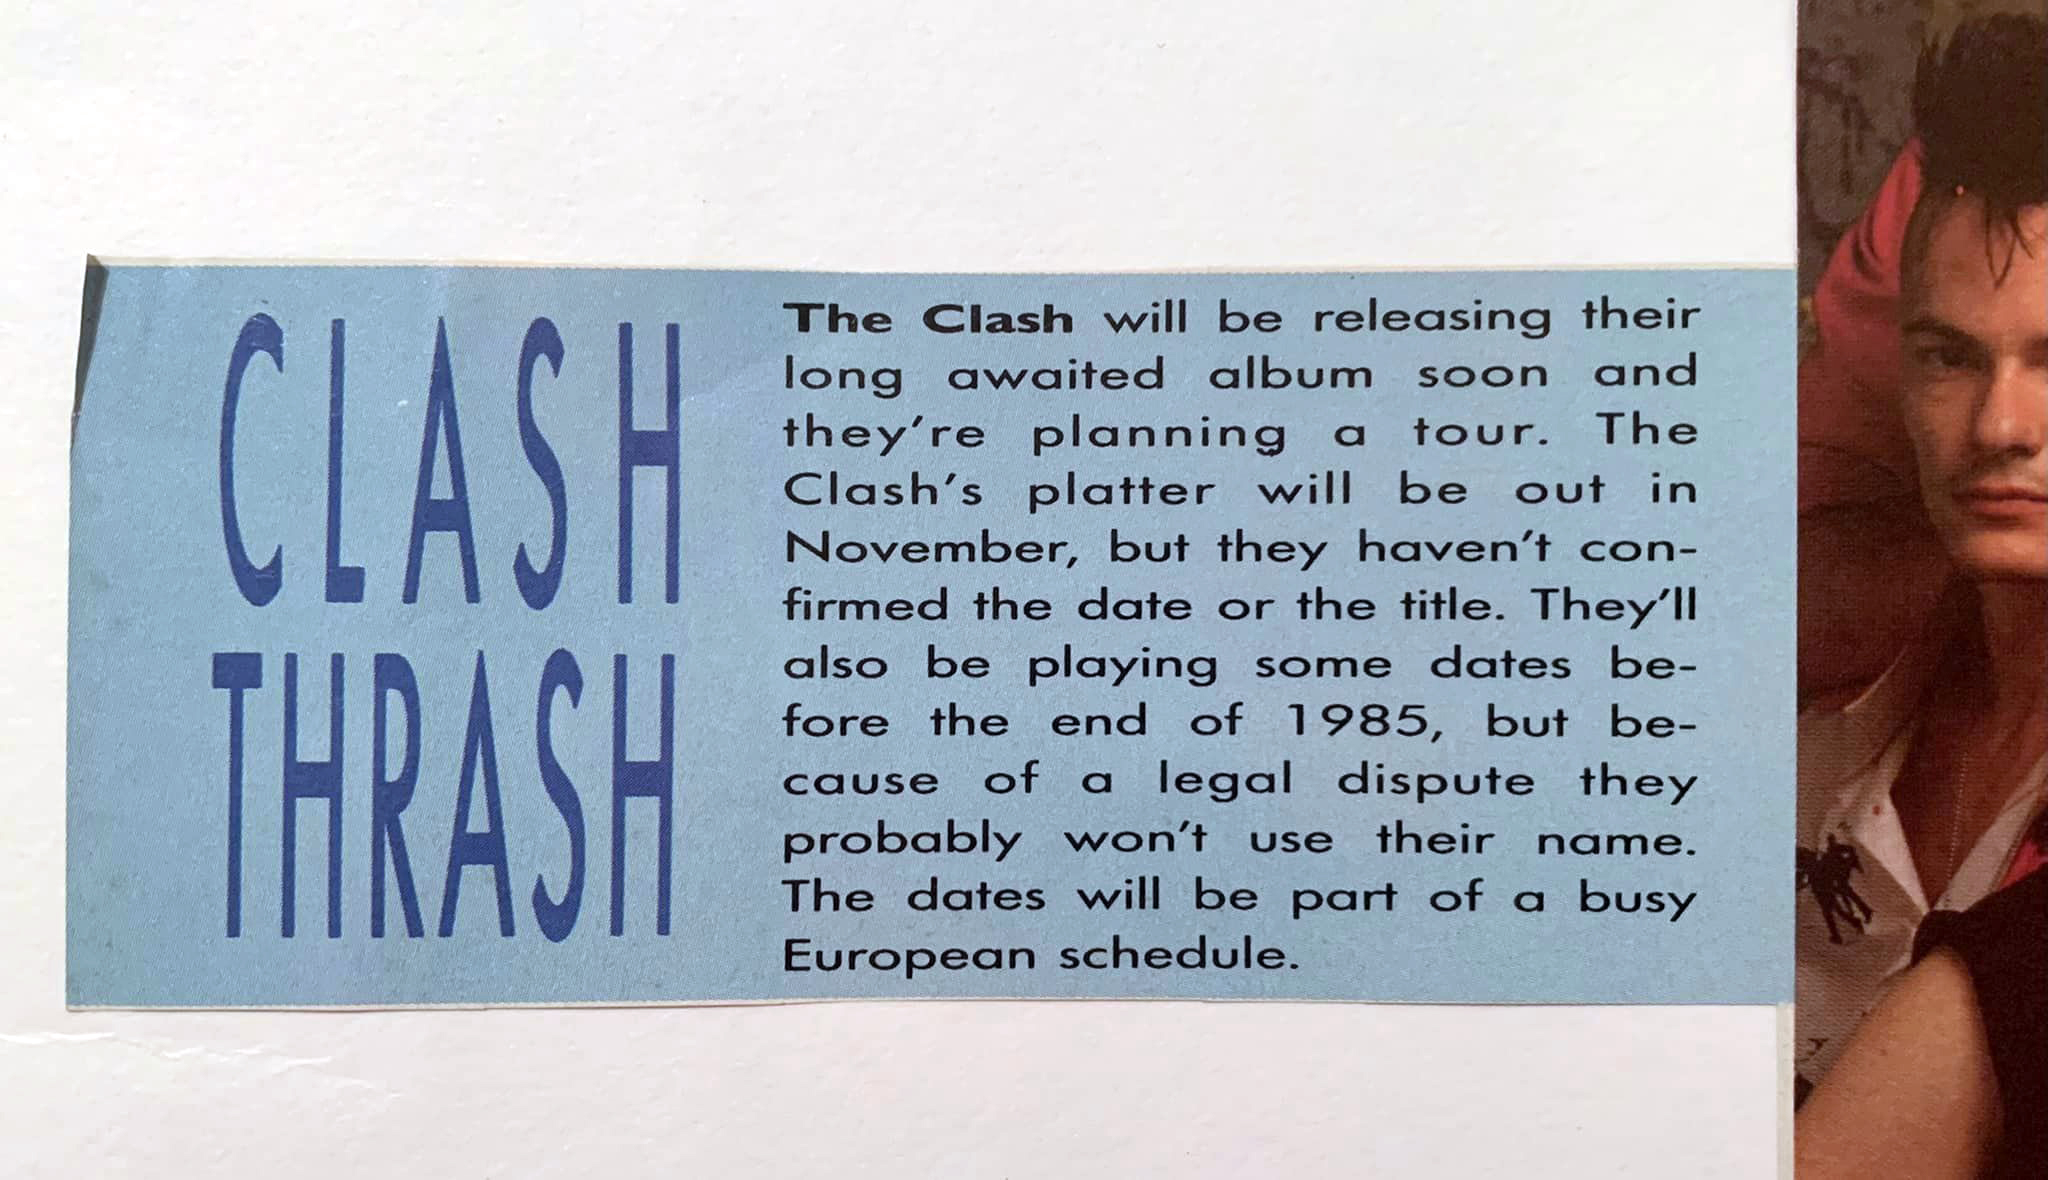 CLASH
THRASH
The Clash will be releasing their
long awaited album soon and
they're planning a tour. The
Clash's platter will be out in
November, but they haven't con-
firmed the date or the title. They'll
also be playing some dates be-
fore the end of 1985, but be-
cause of a legal dispute they
probably won't use their name.
The dates will be part of a busy
European schedule.